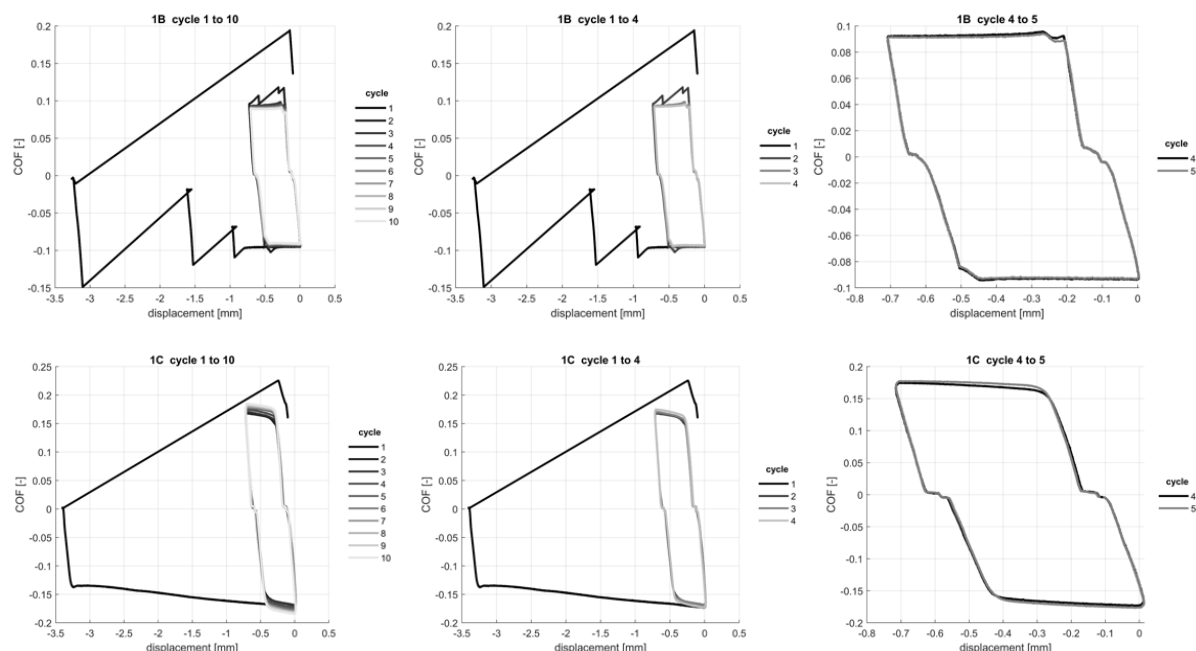 1B cycle 1 to 10
0.2
0.15
0.1
0.05
0
-0.05
-0.1
-0.15
COF [-]
-3.5 -3 -2.5 -2 -1.5 -1 -0.5 0 0.5
displacement [mm]
cycle
1
2
3
4
5
6
7
8
9
10
1B cycle 1 to 4
0.2
0.15
0.1
0.05
0
-0.05
-0.1
-0.15
COF [-]
-3.5 -3 -2.5 -2 -1.5 -1 -0.5 0 0.5
displacement [mm]
cycle
1
2
3
4
1B cycle 4 to 5
0.1
0.08
0.06
0.04
0.02
0
-0.02
-0.04
-0.06
-0.08
-0.1
COF [-]
-0.8 -0.7 -0.6 -0.5 -0.4 -0.3 -0.2 -0.1 0
displacement [mm]
cycle
4
5
1C cycle 1 to 10
0.25
0.2
0.15
0.1
0.05
0
-0.05
-0.1
-0.15
-0.2
COF [-]
-3.5 -3 -2.5 -2 -1.5 -1 -0.5 0 0.5
displacement [mm]
cycle
1
2
3
4
5
6
7
8
9
10
1C cycle 1 to 4
0.25
0.2
0.15
0.1
0.05
0
-0.05
-0.1
-0.15
-0.2
COF [-]
-3.5 -3 -2.5 -2 -1.5 -1 -0.5 0 0.5
displacement [mm]
cycle
1
2
3
4
1C cycle 4 to 5
0.2
0.15
0.1
0.05
0
-0.05
-0.1
-0.15
-0.2
COF [-]
-0.8 -0.7 -0.6 -0.5 -0.4 -0.3 -0.2 -0.1 0
displacement [mm]
cycle
4
5